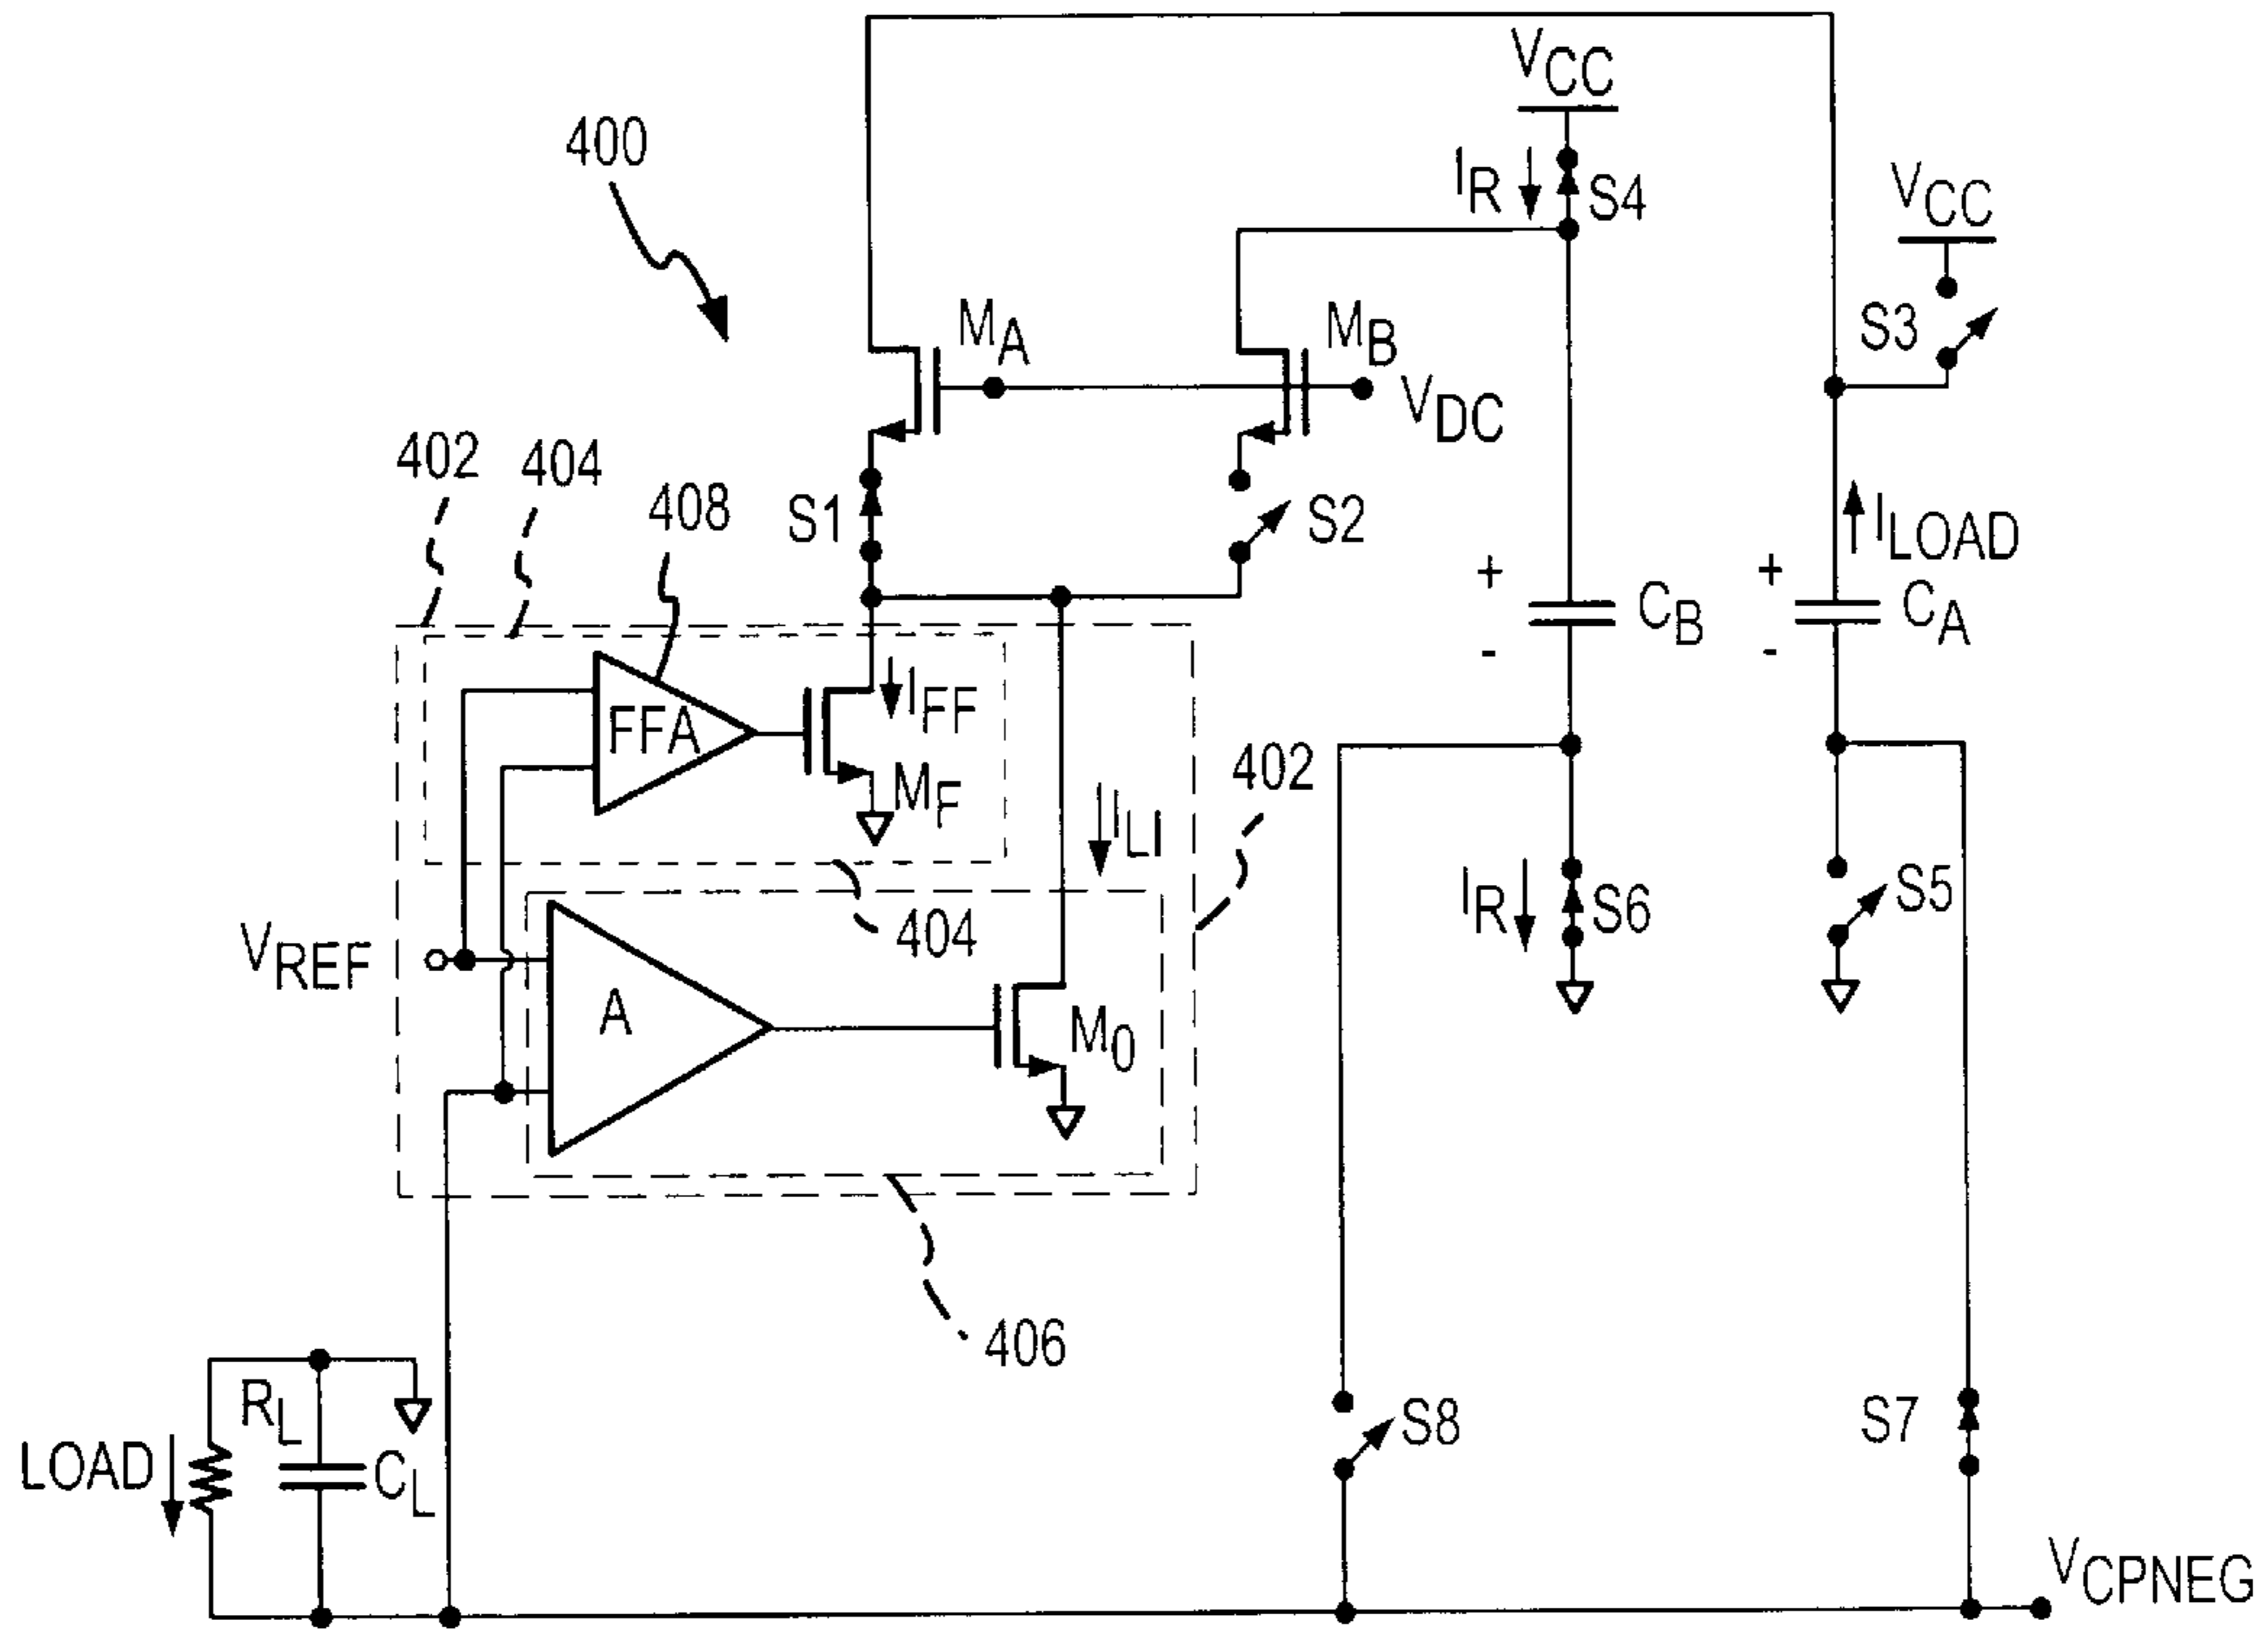 VCC
400
IR
S4
VCC
S3
MA
MB
VDC
402
404
408
S1
S2
ILOAD
+
+
CB
CA
-
-
FFA
IFF
MF
402
ILI
S5
IR
S6
404
VREF
A
M0
406
RL
S8
S7
LOAD
CL
VCPNEG